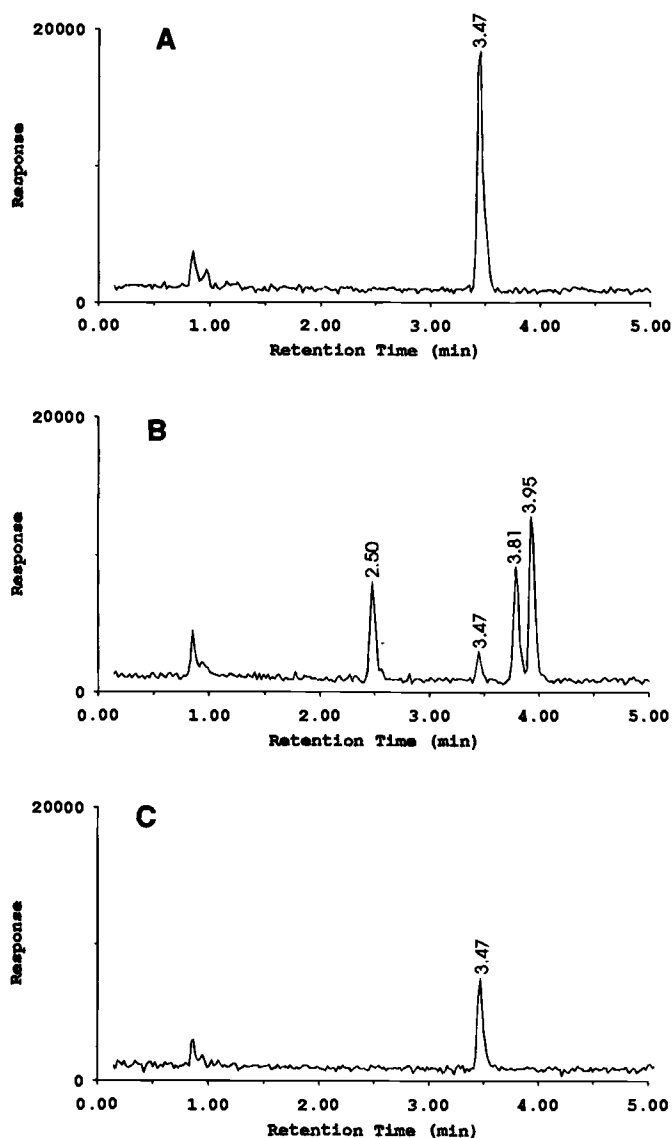 A
20000
3.47
Response
0
0.00 1.00 2.00 3.00 4.00 5.00
Retention Time (min)
B
20000
2.50
3.47
3.81
3.95
Response
0
0.00 1.00 2.00 3.00 4.00 5.00
Retention Time (min)
C
20000
3.47
Response
0
0.00 1.00 2.00 3.00 4.00 5.00
Retention Time (min)